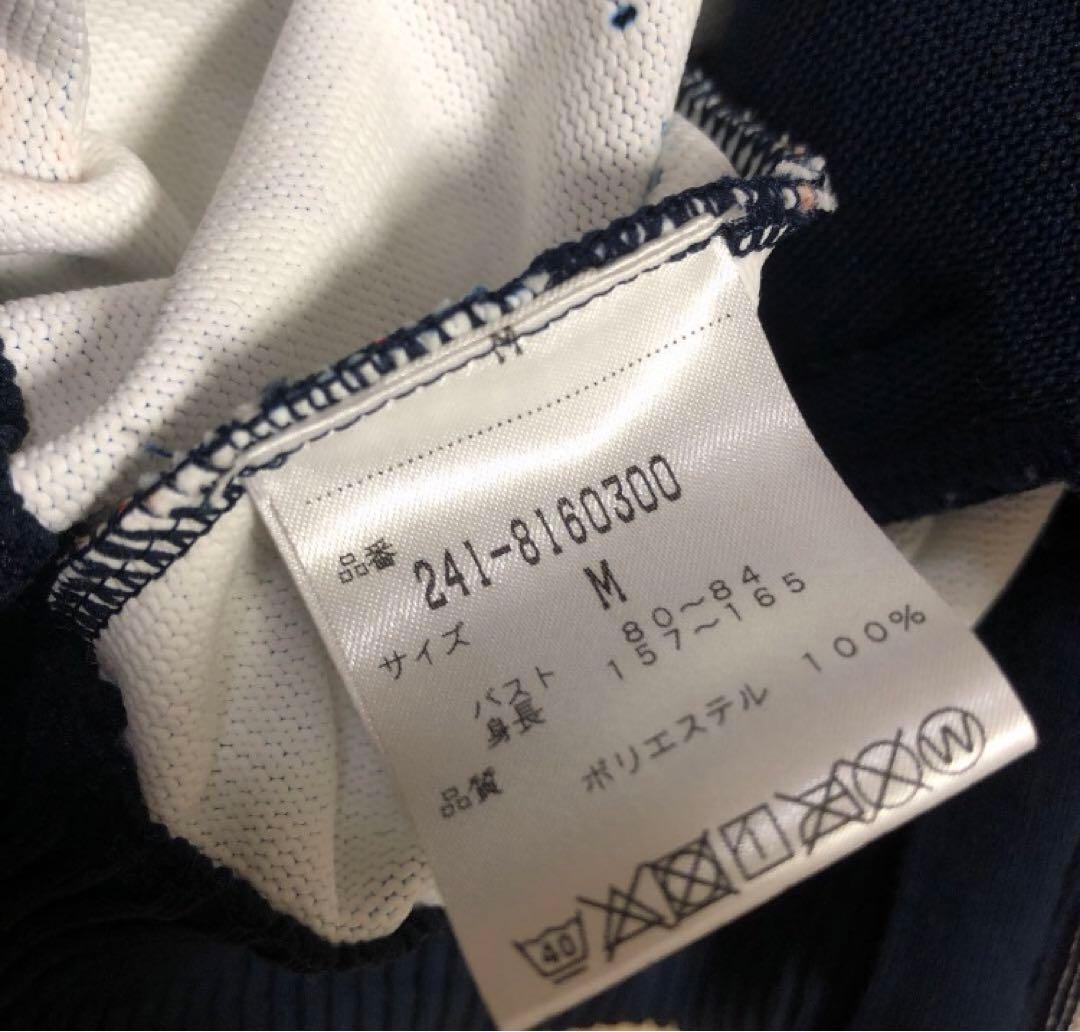 M
品番 241-8160300
サイズ M
バスト 80～84
身長 157～165
品質 ポリエステル 100%
40 W